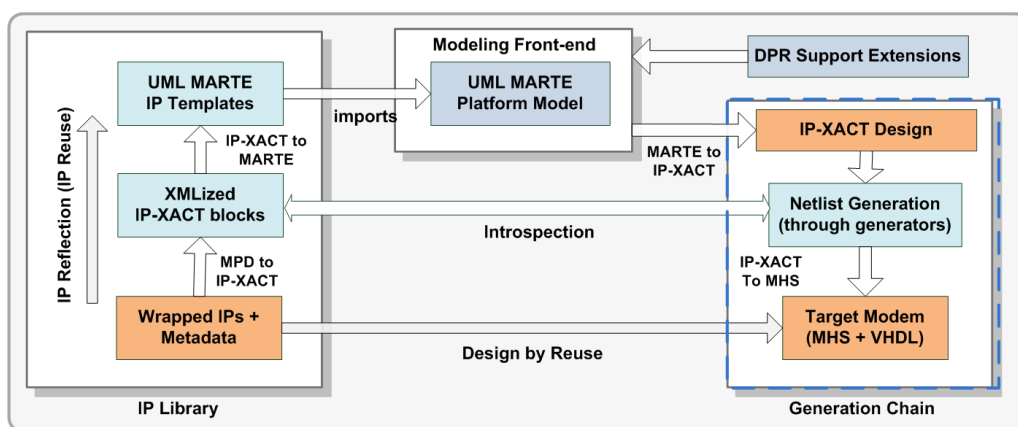 Modeling Front-end
UML MARTE
IP Templates
UML MARTE
Platform Model
DPR Support Extensions
imports
IP Reflection (IP Reuse)
IP-XACT to
MARTE
MARTE to
IP-XACT
IP-XACT Design
XMLized
IP-XACT blocks
Introspection
Netlist Generation
(through generators)
MPD to
IP-XACT
IP-XACT
To MHS
Wrapped IPs +
Metadata
Design by Reuse
Target Modem
(MHS + VHDL)
IP Library
Generation Chain